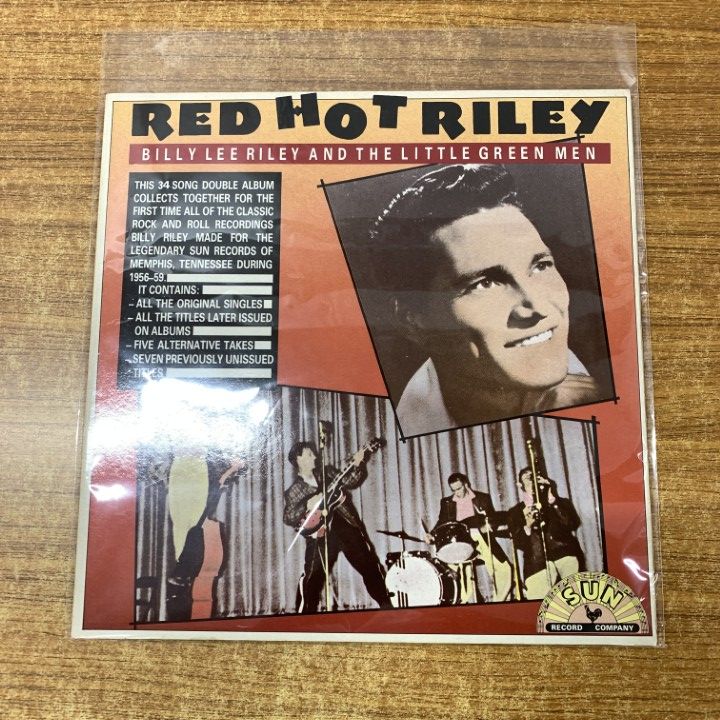 RED HOT RILEY
BILLY LEE RILEY AND THE LITTLE GREEN MEN
THIS 34 SONG DOUBLE ALBUM
COLLECTS TOGETHER FOR THE
FIRST TIME ALL OF THE CLASSIC
ROCK AND ROLL RECORDINGS
BILLY RILEY MADE FOR THE
LEGENDARY SUN RECORDS OF
MEMPHIS, TENNESSEE DURING
1956-59.
IT CONTAINS:
- ALL THE ORIGINAL SINGLES
- ALL THE TITLES LATER ISSUED
ON ALBUMS
- FIVE ALTERNATIVE TAKES
- SEVEN PREVIOUSLY UNISSUED
TITLES
SUN
RECORD COMPANY